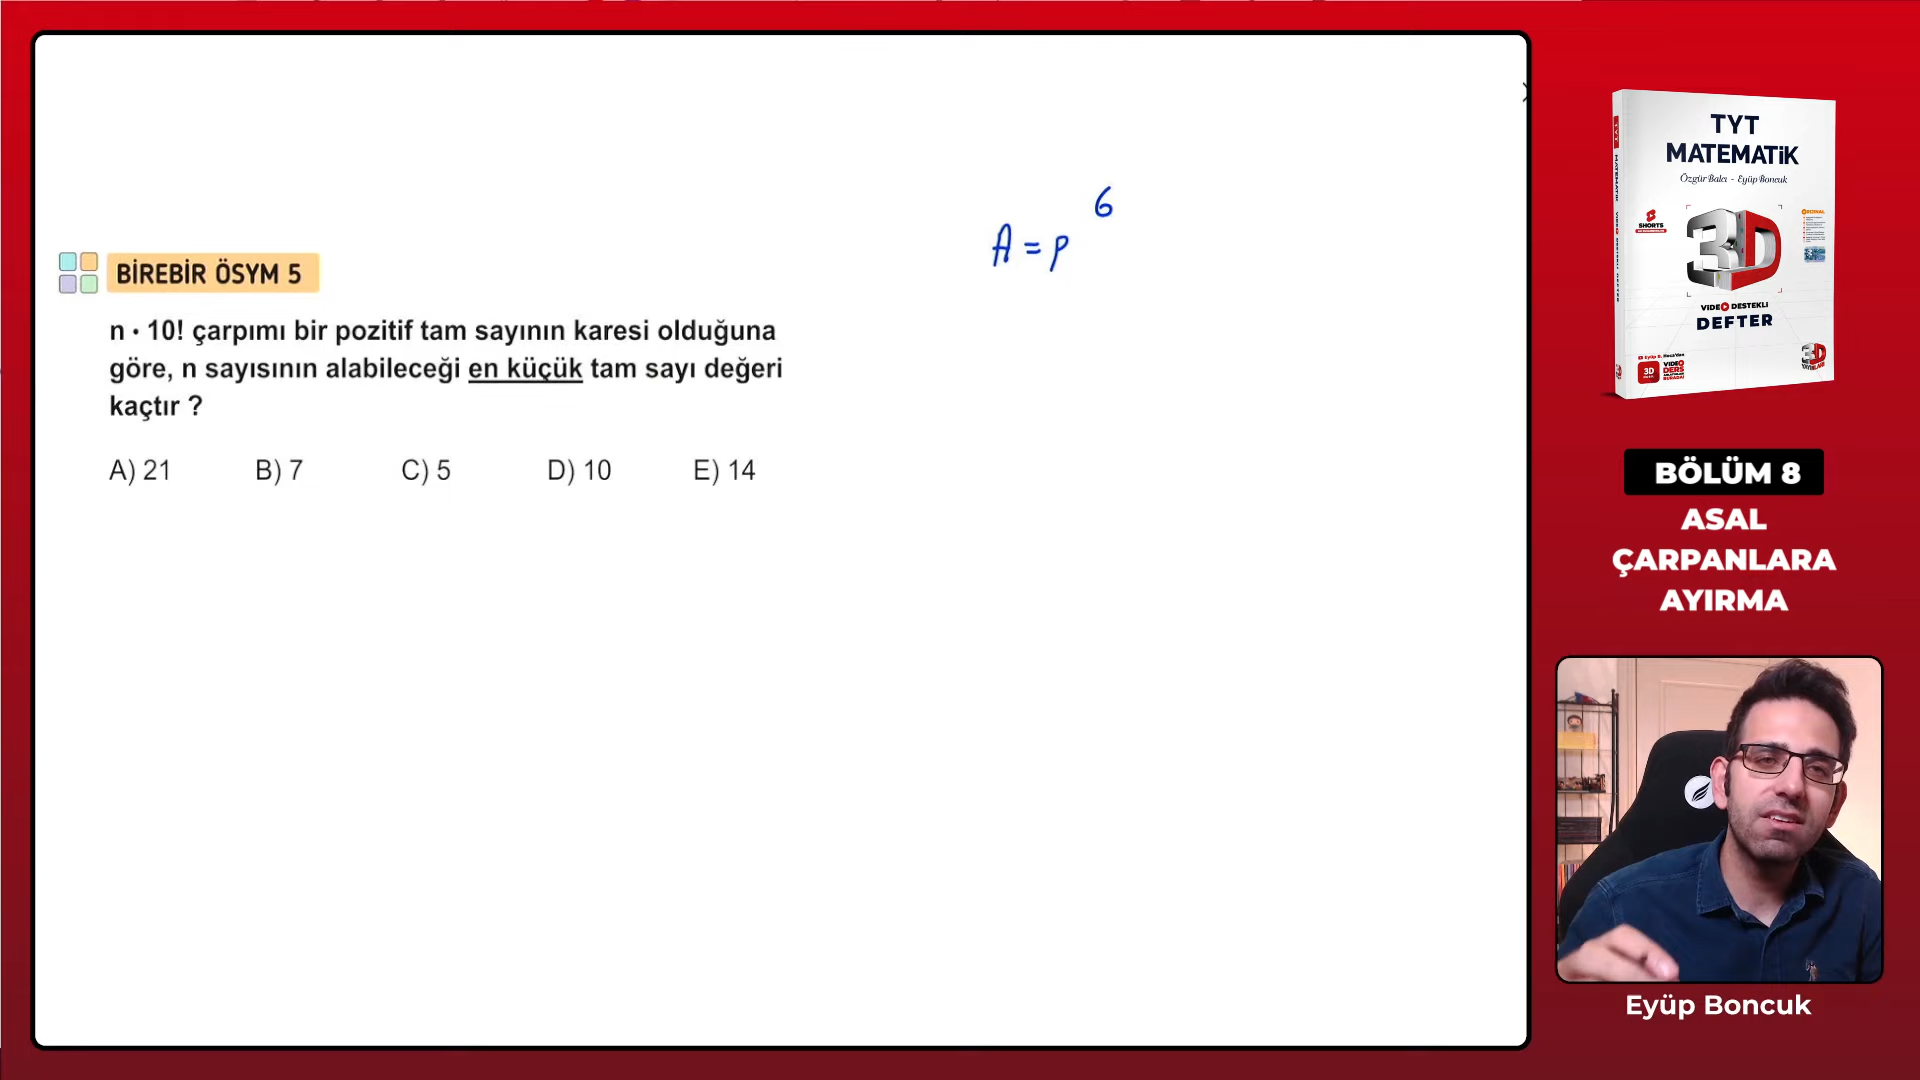 6
A = p
BİREBİR ÖSYM 5
n • 10! çarpımı bir pozitif tam sayının karesi olduğuna
göre, n sayısının alabileceği en küçük tam sayı değeri
kaçtır ?
A) 21 B) 7 C) 5 D) 10 E) 14
TYT
MATEMATİK
Özgür Balcı - Eyüp Boncuk
SHORTS
3D
VIDEO DESTEKLİ
DEFTER
BÖLÜM 8
ASAL
ÇARPANLARA
AYIRMA
Eyüp Boncuk